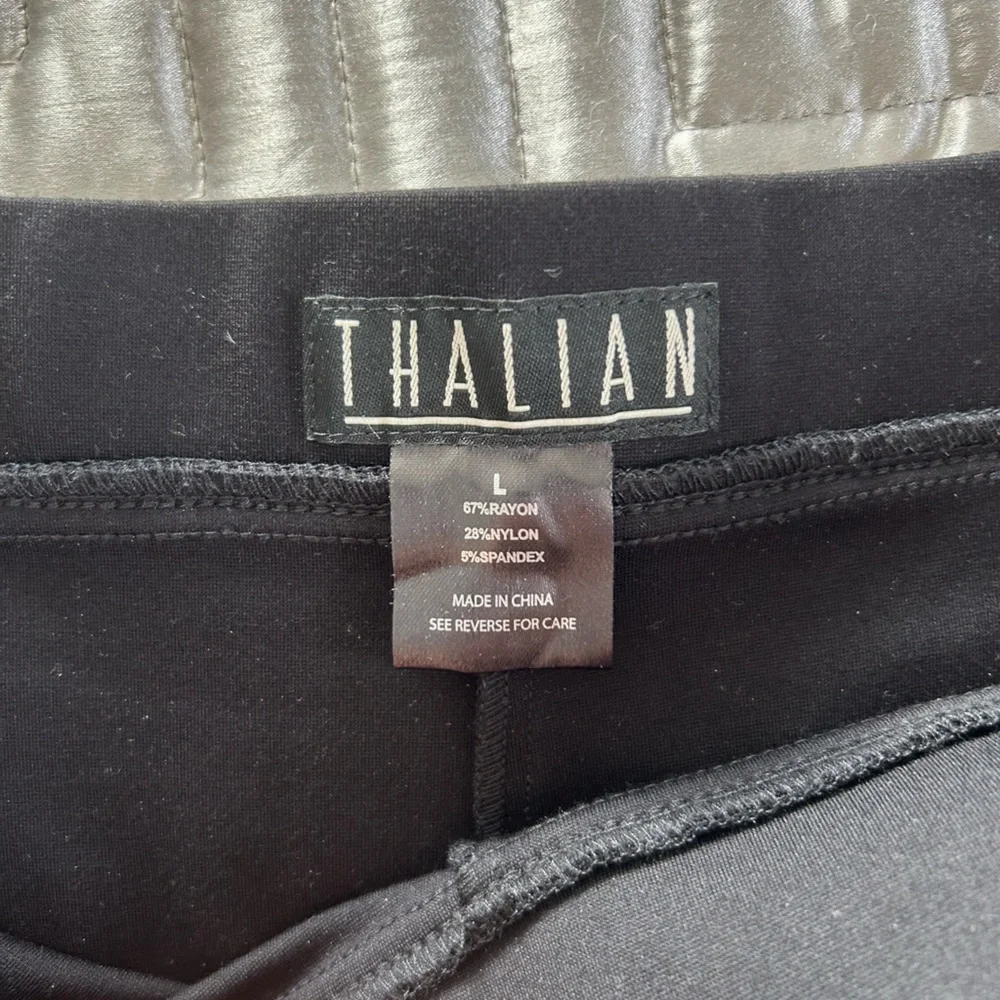 THALIAN
L
67%RAYON
28%NYLON
5%SPANDEX
MADE IN CHINA
SEE REVERSE FOR CARE